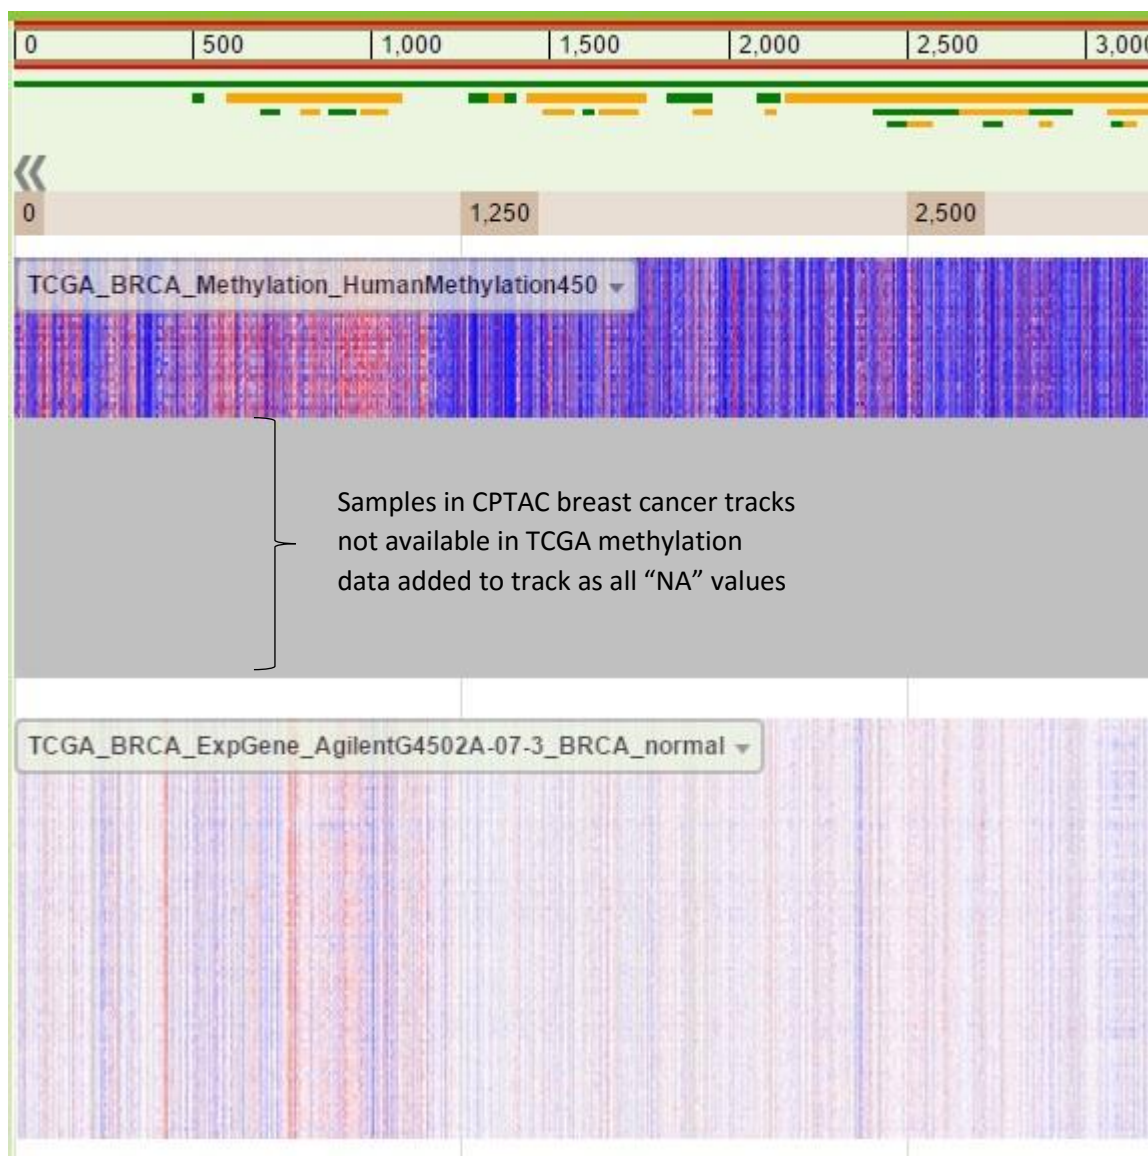 0 500 1,000 1,500 2,000 2,500 3,000
0 1,250 2,500
TCGA_BRCA_Methylation_HumanMethylation450
Samples in CPTAC breast cancer tracks
not available in TCGA methylation
data added to track as all “NA” values
TCGA_BRCA_ExpGene_AgilentG4502A-07-3_BRCA_normal